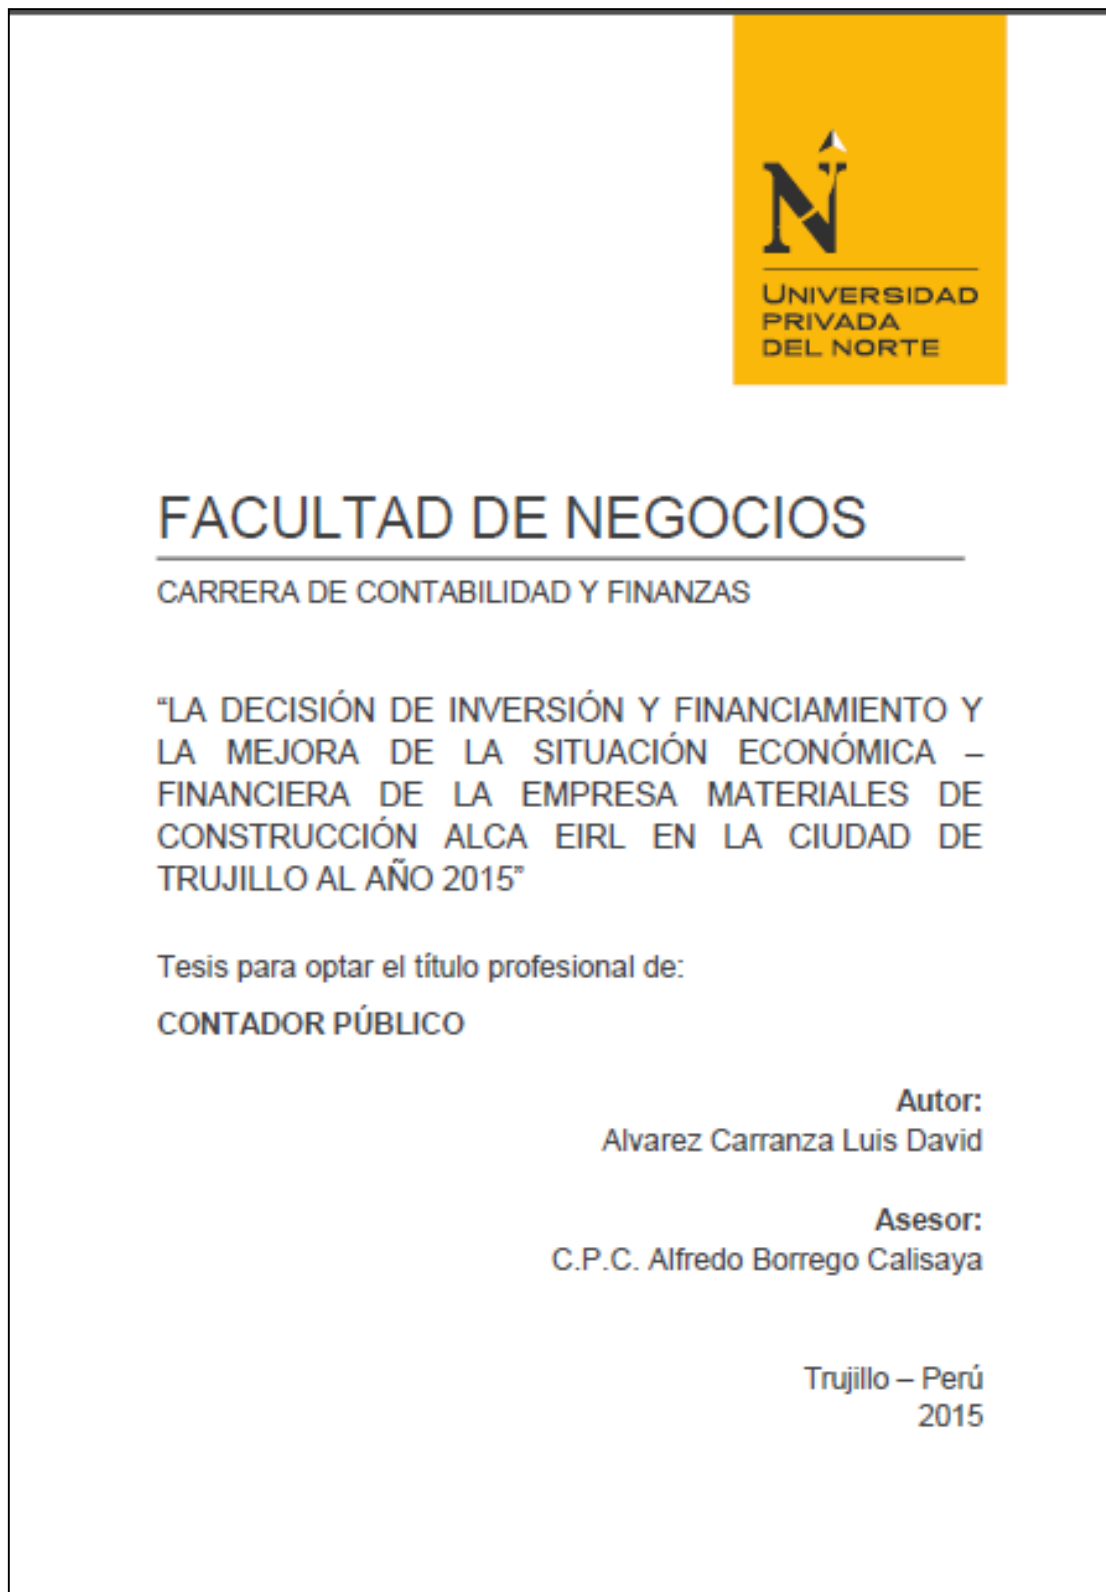 N
UNIVERSIDAD
PRIVADA
DEL NORTE
FACULTAD DE NEGOCIOS
CARRERA DE CONTABILIDAD Y FINANZAS
“LA DECISIÓN DE INVERSIÓN Y FINANCIAMIENTO Y
LA MEJORA DE LA SITUACIÓN ECONÓMICA –
FINANCIERA DE LA EMPRESA MATERIALES DE
CONSTRUCCIÓN ALCA EIRL EN LA CIUDAD DE
TRUJILLO AL AÑO 2015”
Tesis para optar el título profesional de:
CONTADOR PÚBLICO
Autor:
Alvarez Carranza Luis David
Asesor:
C.P.C. Alfredo Borrego Calisaya
Trujillo – Perú
2015